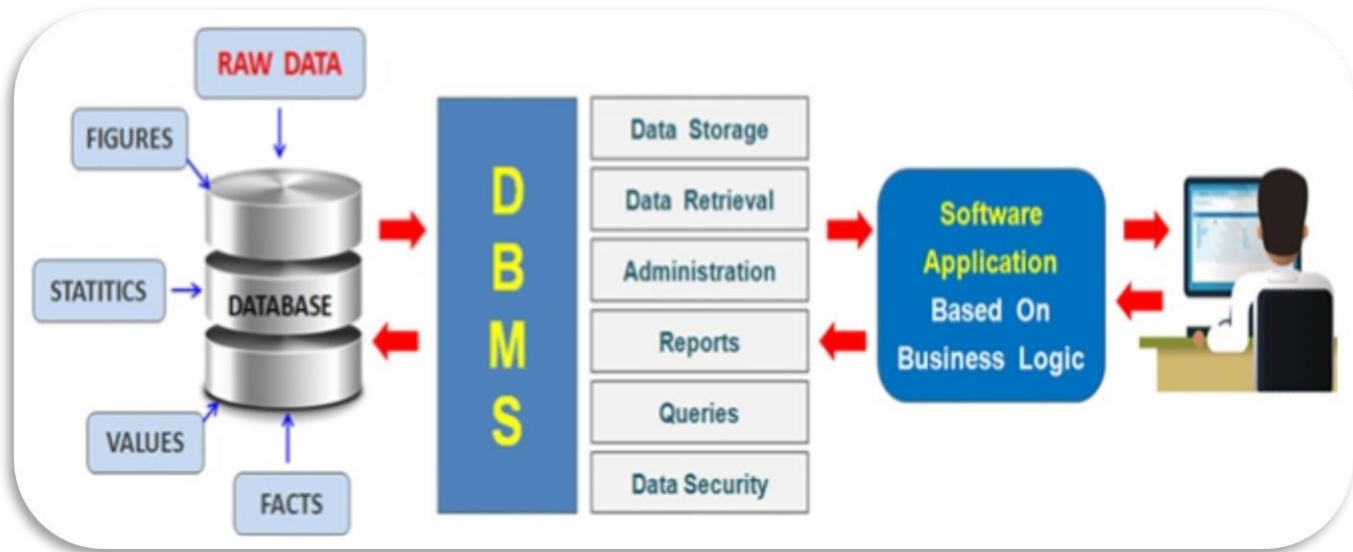 RAW DATA
FIGURES
STATITICS
DATABASE
VALUES
FACTS
D
B
M
S
Data Storage
Data Retrieval
Administration
Reports
Queries
Data Security
Software
Application
Based On
Business Logic